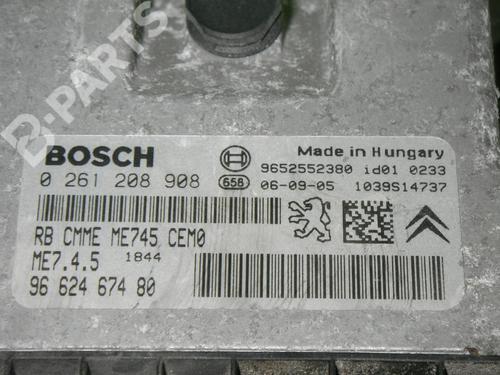 B-PARTS
BOSCH
Made in Hungary
9652552380 id01 0233
0 261 208 908 658 06-09-05 1039S14737
RB CMME ME745 CEM0
ME7.4.5 1844
96 624 674 80